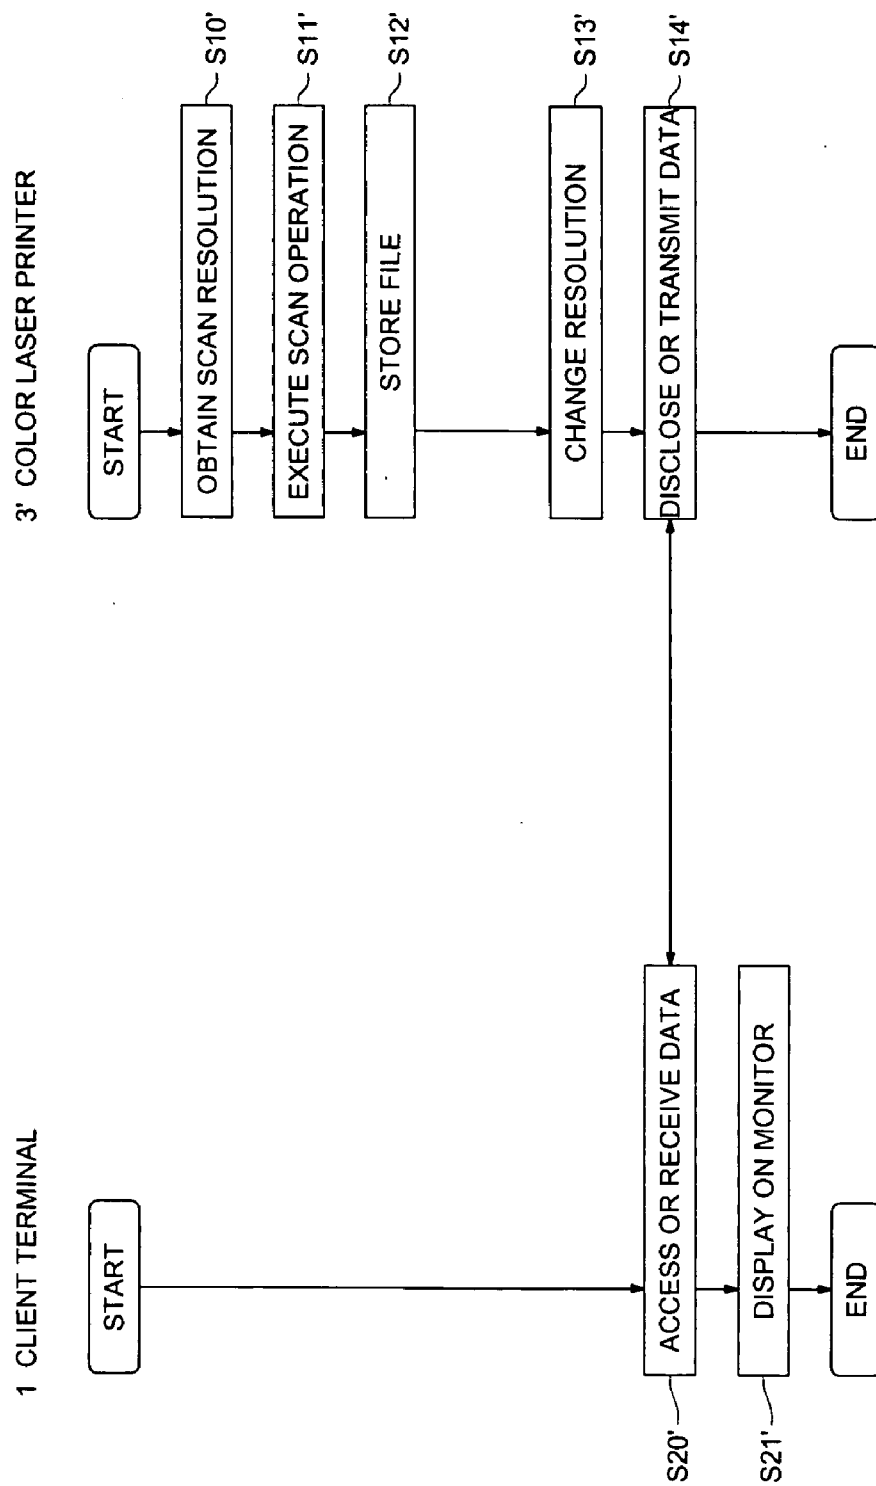 1 CLIENT TERMINAL
START
S20'
ACCESS OR RECEIVE DATA
S21'
DISPLAY ON MONITOR
END
3' COLOR LASER PRINTER
START
OBTAIN SCAN RESOLUTION
S10'
EXECUTE SCAN OPERATION
S11'
STORE FILE
S12'
CHANGE RESOLUTION
S13'
DISCLOSE OR TRANSMIT DATA
S14'
END